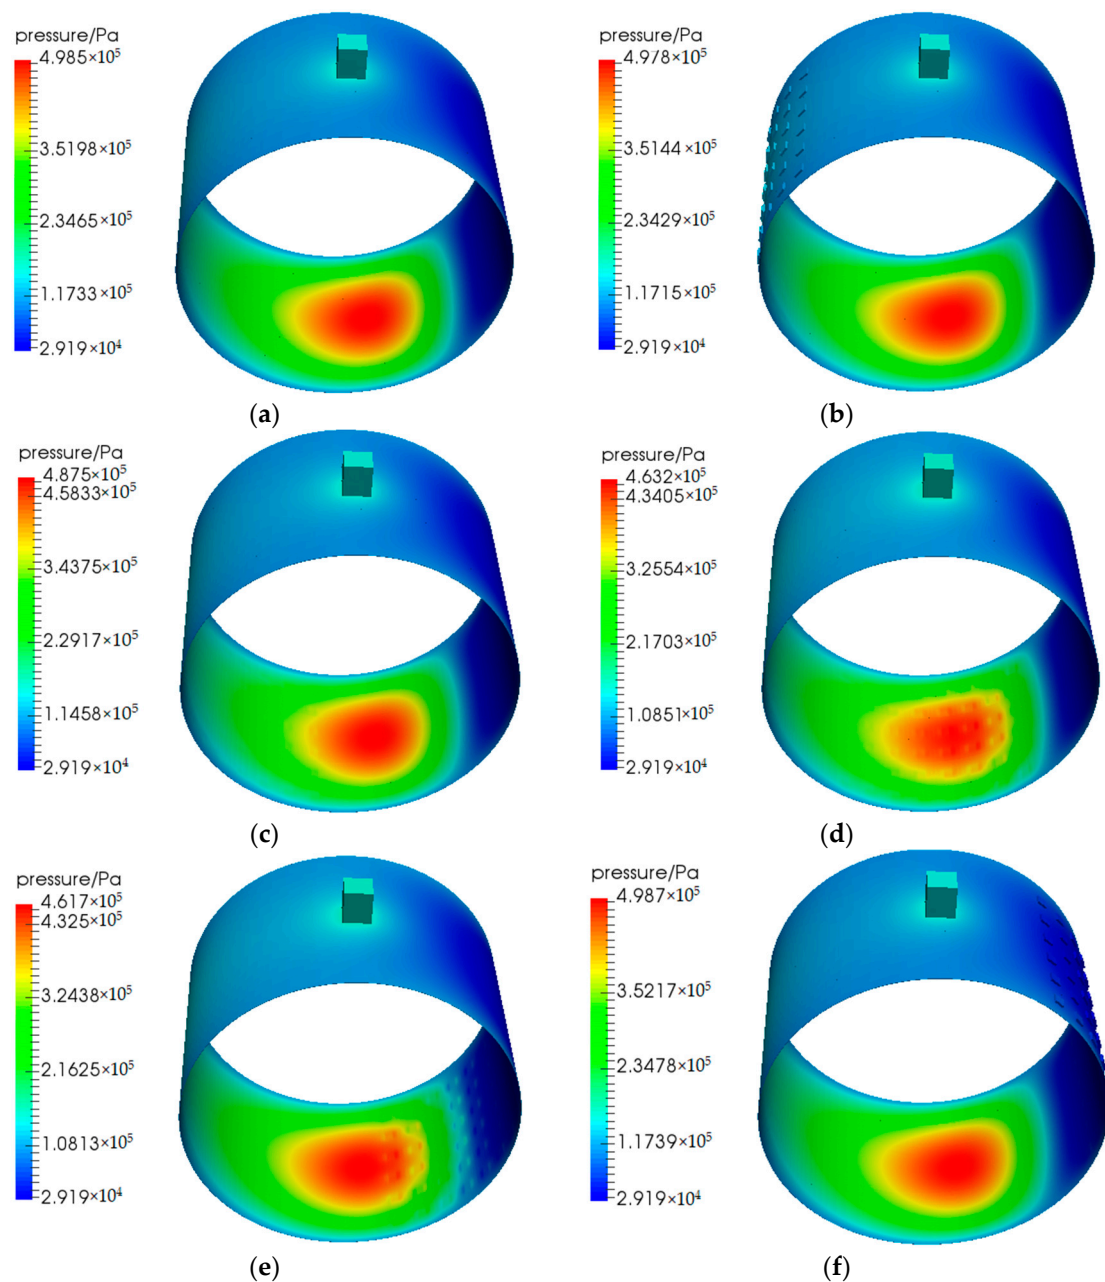 pressure/Pa
4.985×10⁵
3.5198×10⁵
2.3465×10⁵
1.1733×10⁵
2.919×10⁴
(a)
pressure/Pa
4.978×10⁵
3.5144×10⁵
2.3429×10⁵
1.1715×10⁵
2.919×10⁴
(b)
pressure/Pa
4.875×10⁵
4.5833×10⁵
3.4375×10⁵
2.2917×10⁵
1.1458×10⁵
2.919×10⁴
(c)
pressure/Pa
4.632×10⁵
4.3405×10⁵
3.2554×10⁵
2.1703×10⁵
1.0851×10⁵
2.919×10⁴
(d)
pressure/Pa
4.617×10⁵
4.325×10⁵
3.2438×10⁵
2.1625×10⁵
1.0813×10⁵
2.919×10⁴
(e)
pressure/Pa
4.987×10⁵
3.5217×10⁵
2.3478×10⁵
1.1739×10⁵
2.919×10⁴
(f)